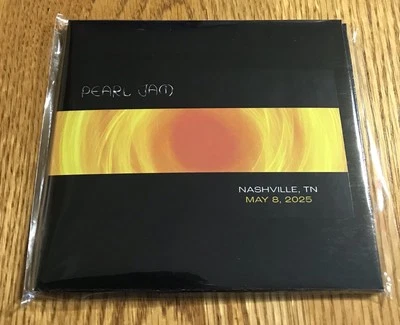 PEARL JAM
NASHVILLE, TN
MAY 8, 2025